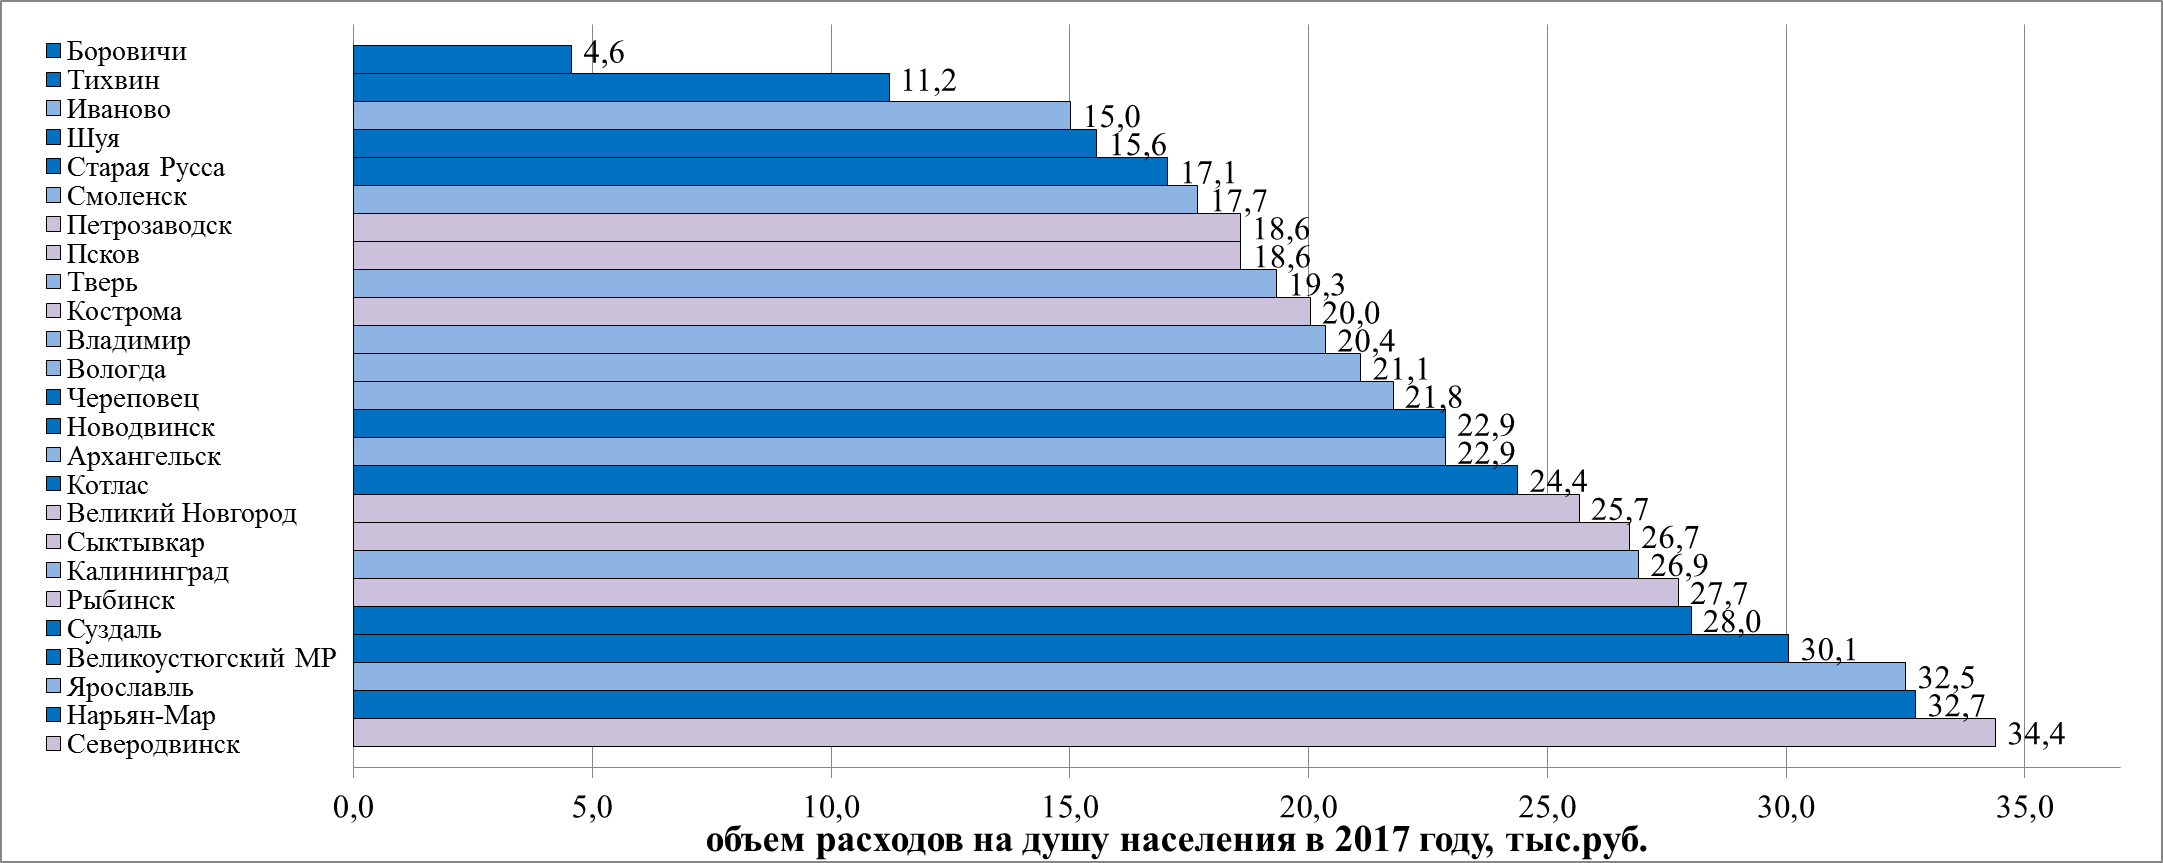 Боровичи 4,6
Тихвин 11,2
Иваново 15,0
Шуя 15,6
Старая Русса 17,1
Смоленск 17,7
Петрозаводск 18,6
Псков 18,6
Тверь 19,3
Кострома 20,0
Владимир 20,4
Вологда 21,1
Череповец 21,8
Новодвинск 22,9
Архангельск 22,9
Котлас 24,4
Великий Новгород 25,7
Сыктывкар 26,7
Калининград 26,9
Рыбинск 27,7
Суздаль 28,0
Великоустюгский МР 30,1
Ярославль 32,5
Нарьян-Мар 32,7
Северодвинск 34,4
0,0 5,0 10,0 15,0 20,0 25,0 30,0 35,0
объем расходов на душу населения в 2017 году, тыс.руб.